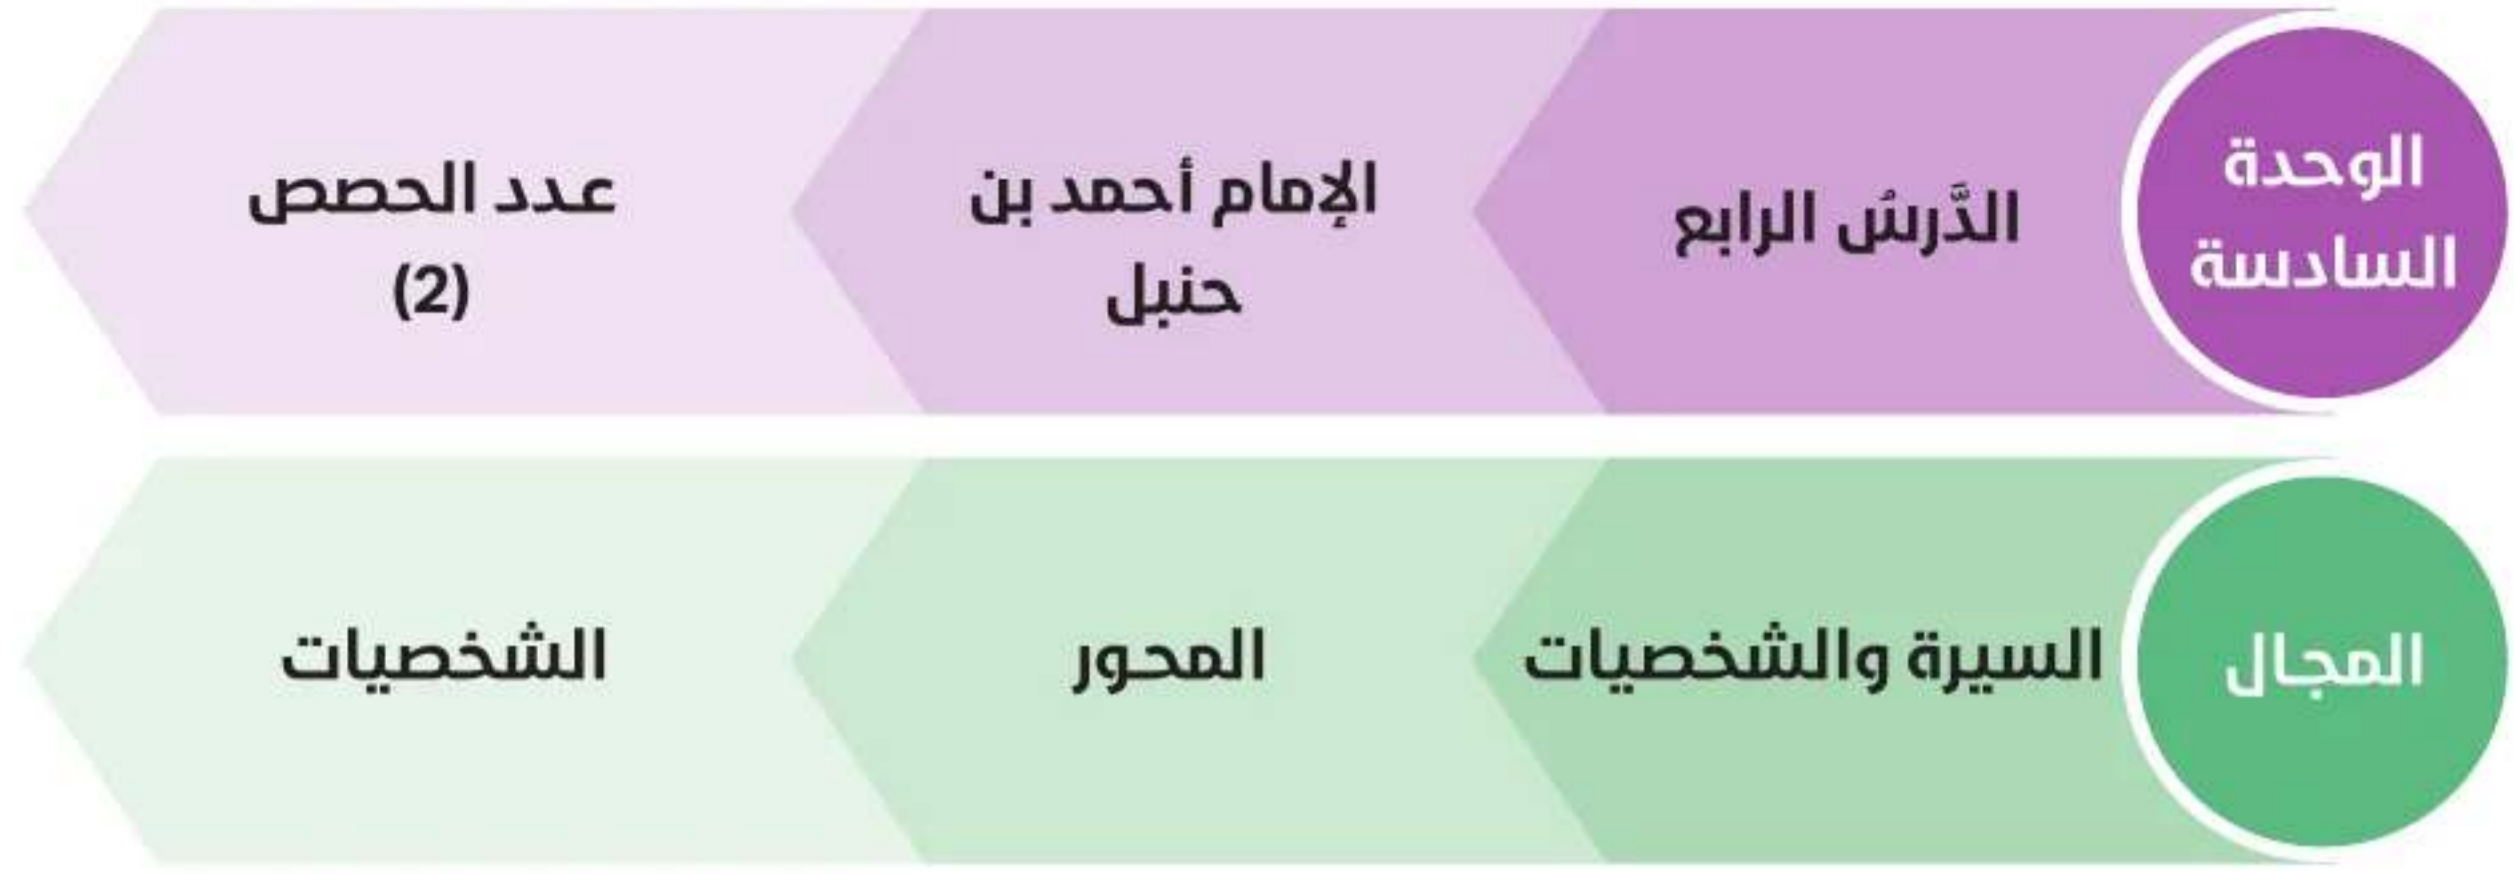 الوحدة
السادسة
الدَّرسُ الرابع
الإمام أحمد بن
حنبل
عدد الحصص
(2)
المجال
السيرة والشخصيات
المحور
الشخصيات